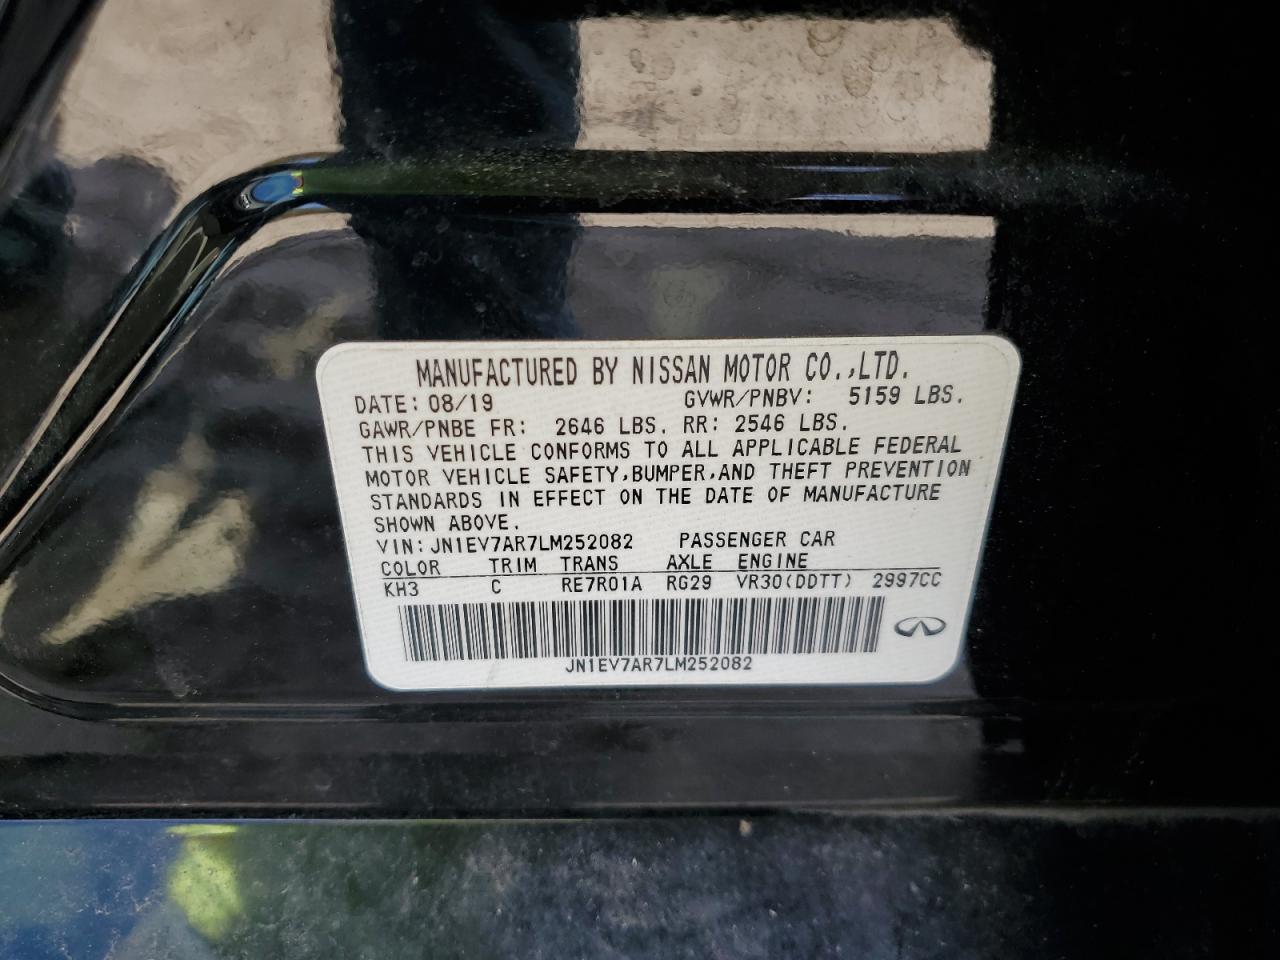 MANUFACTURED BY NISSAN MOTOR CO.,LTD.
DATE: 08/19 GVWR/PNBV: 5159 LBS.
GAWR/PNBE FR: 2646 LBS. RR: 2546 LBS.
THIS VEHICLE CONFORMS TO ALL APPLICABLE FEDERAL
MOTOR VEHICLE SAFETY,BUMPER,AND THEFT PREVENTION
STANDARDS IN EFFECT ON THE DATE OF MANUFACTURE
SHOWN ABOVE.
VIN: JN1EV7AR7LM252082 PASSENGER CAR
COLOR TRIM TRANS AXLE ENGINE
KH3 C RE7R01A RG29 VR30(DDTT) 2997CC
JN1EV7AR7LM252082